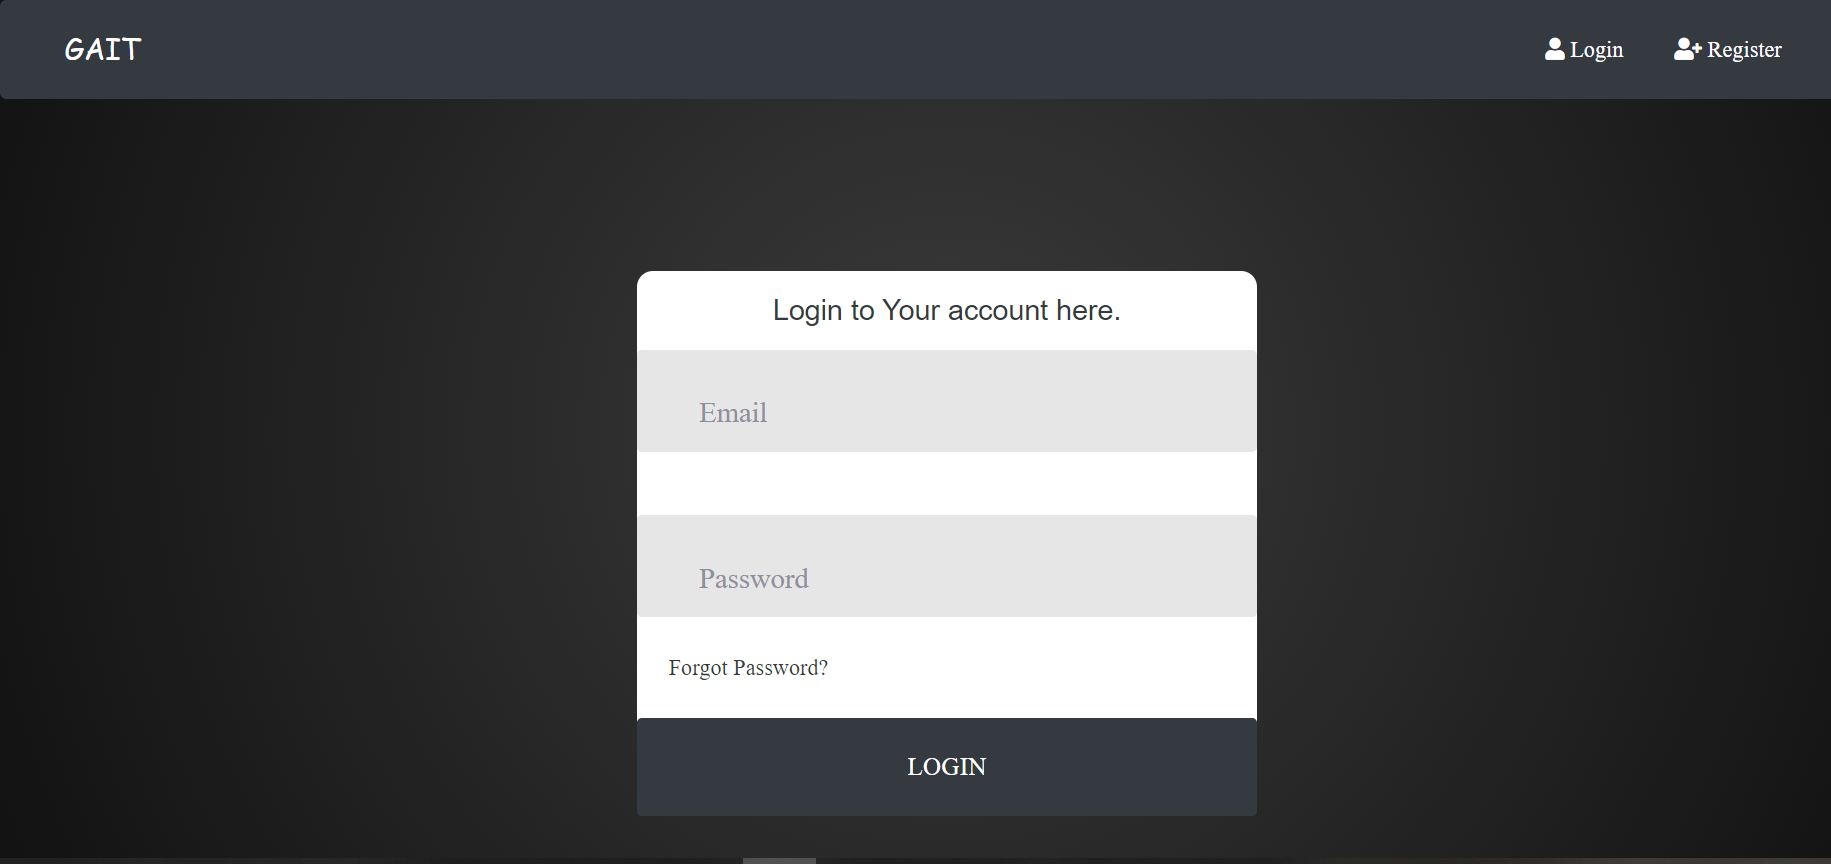 GAIT
Login
Register
Login to Your account here.
Email
Password
Forgot Password?
LOGIN